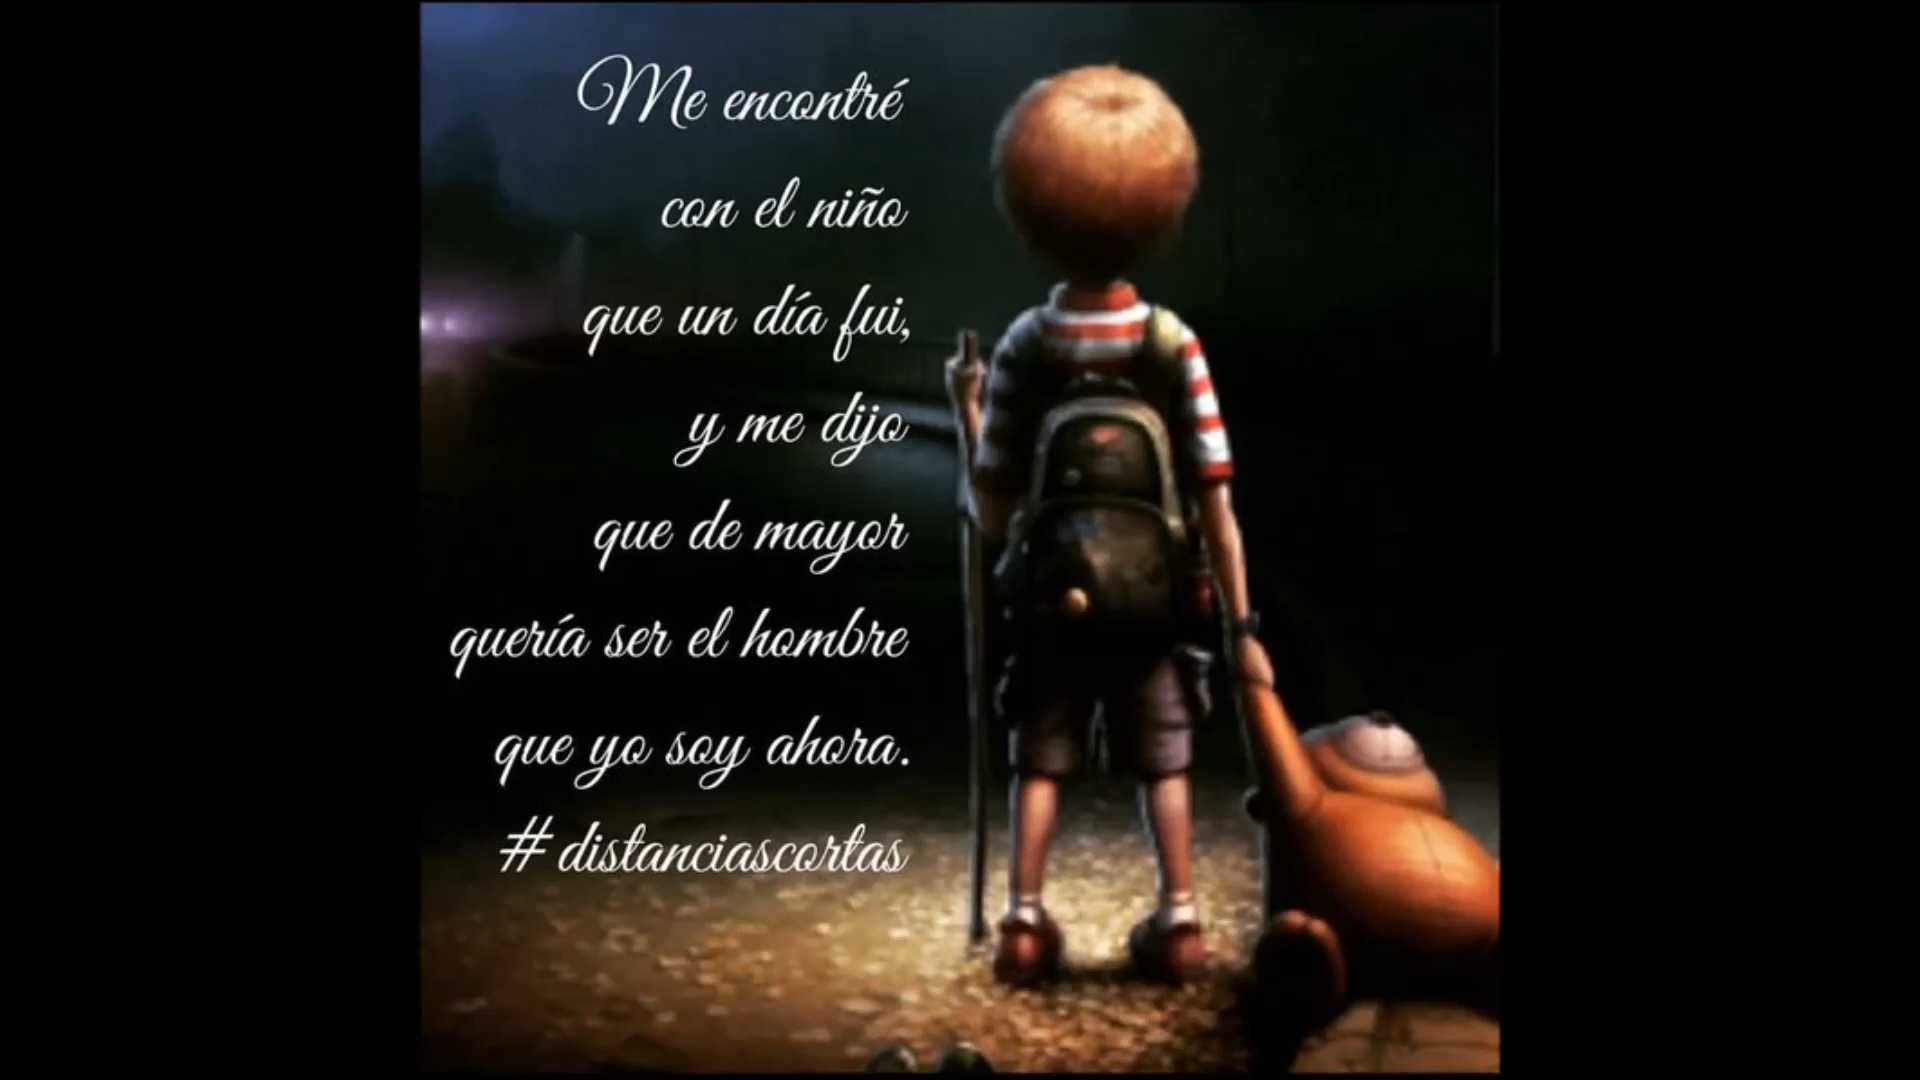 Me encontré
con el niño
que un día fui,
y me dijo
que de mayor
quería ser el hombre
que yo soy ahora.
#distanciascortas